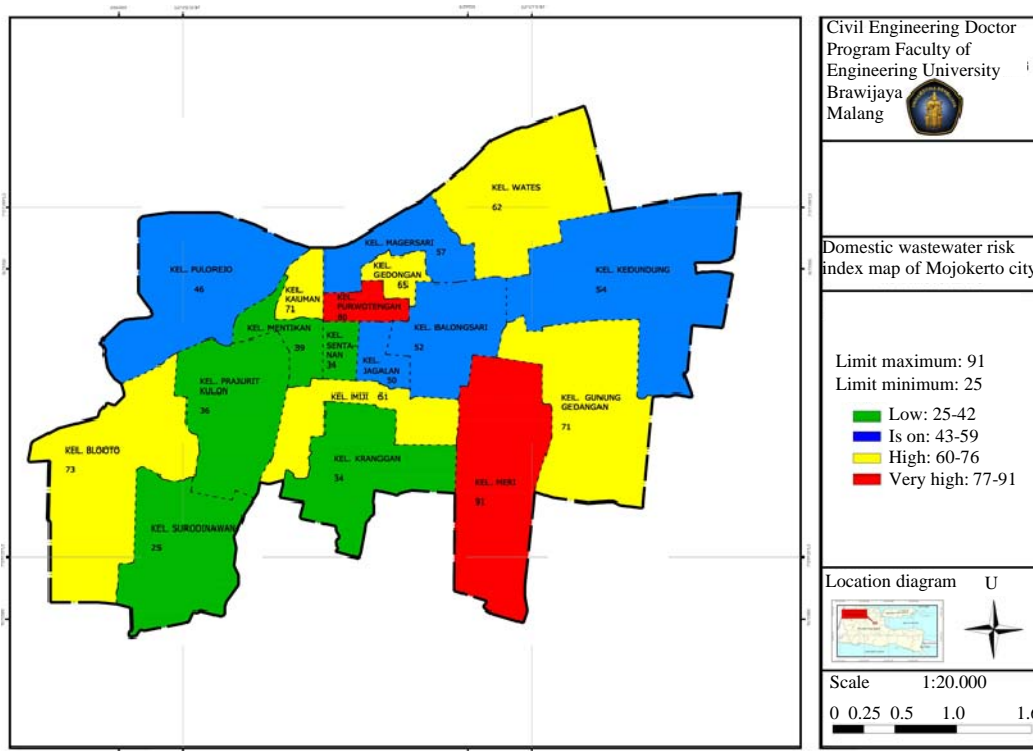 KEL. WATES
62
KEL. MAGERSARI
57
KEL. PULOREJO
46
KEL.
GEDONGAN
65
KEL. KEDUNDUNG
54
KEL.
KAUMAN
71
KEL.
PURWOTENGAH
KEL. MENTIKAN
39
KEL.
SENTA-
NAN
34
KEL. BALONGSARI
52
KEL.
JAGALAN
50
KEL. PRAJURIT
KULON
36
KEL. MIJI 61
KEL. GUNUNG
GEDANGAN
71
KEL. BLOOTO
73
KEL. KRANGGAN
34
KEL. MERI
91
KEL. SURODINAWAN
25
Civil Engineering Doctor
Program Faculty of
Engineering University
Brawijaya
Malang
Domestic wastewater risk
index map of Mojokerto city
Limit maximum: 91
Limit minimum: 25
Low: 25-42
Is on: 43-59
High: 60-76
Very high: 77-91
Location diagram U
Scale 1:20.000
0 0.25 0.5 1.0 1.6